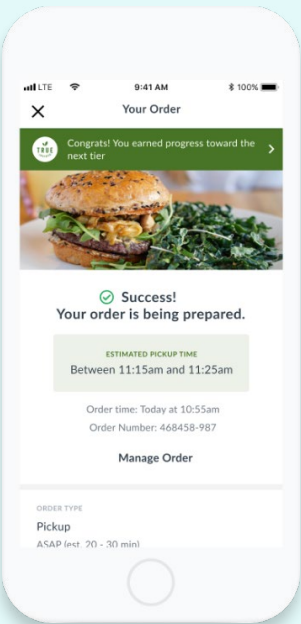 LTE 9:41 AM 100%
Your Order
TRUE
Congrats! You earned progress toward the
next tier
Success!
Your order is being prepared.
ESTIMATED PICKUP TIME
Between 11:15am and 11:25am
Order time: Today at 10:55am
Order Number: 468458-987
Manage Order
ORDER TYPE
Pickup
ASAP (est. 20 - 30 min)